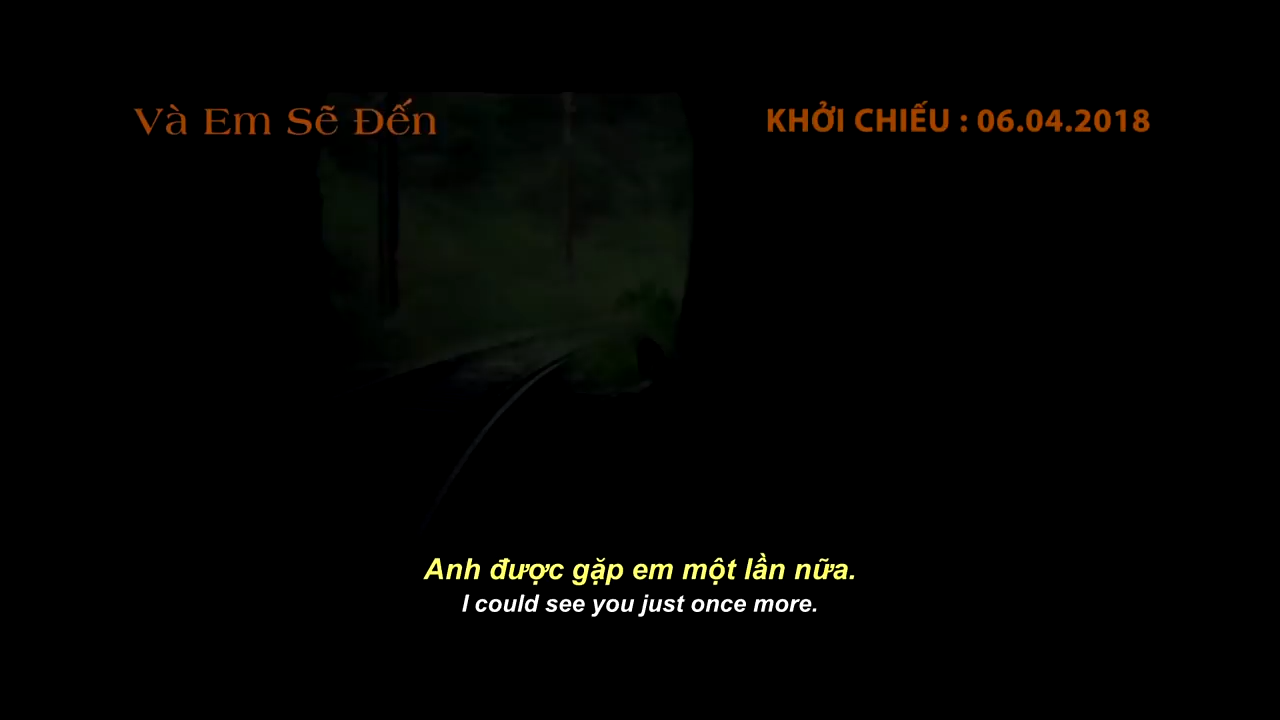 Và Em Sẽ Đến
KHỞI CHIẾU : 06.04.2018
Anh được gặp em một lần nữa.
I could see you just once more.